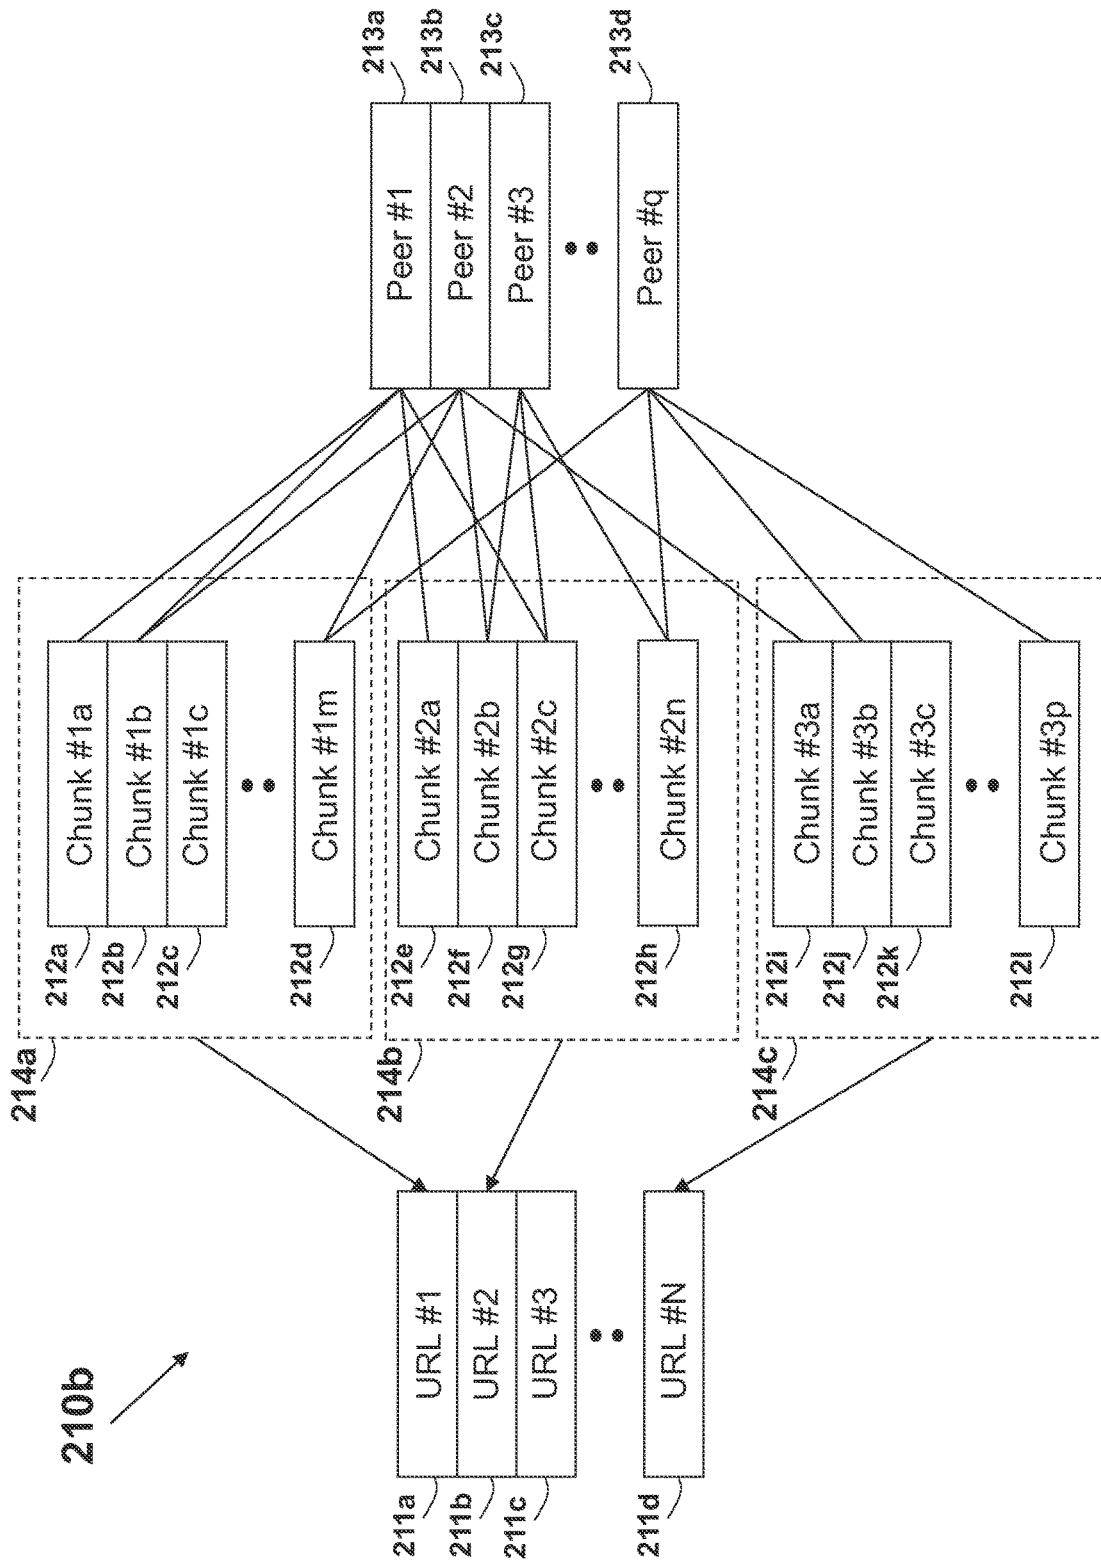 210b
211a
URL #1
211b
URL #2
211c
URL #3
211d
URL #N
214a
212a
Chunk #1a
212b
Chunk #1b
212c
Chunk #1c
212d
Chunk #1m
214b
212e
Chunk #2a
212f
Chunk #2b
212g
Chunk #2c
212h
Chunk #2n
214c
212i
Chunk #3a
212j
Chunk #3b
212k
Chunk #3c
212l
Chunk #3p
Peer #1
213a
Peer #2
213b
Peer #3
213c
Peer #q
213d